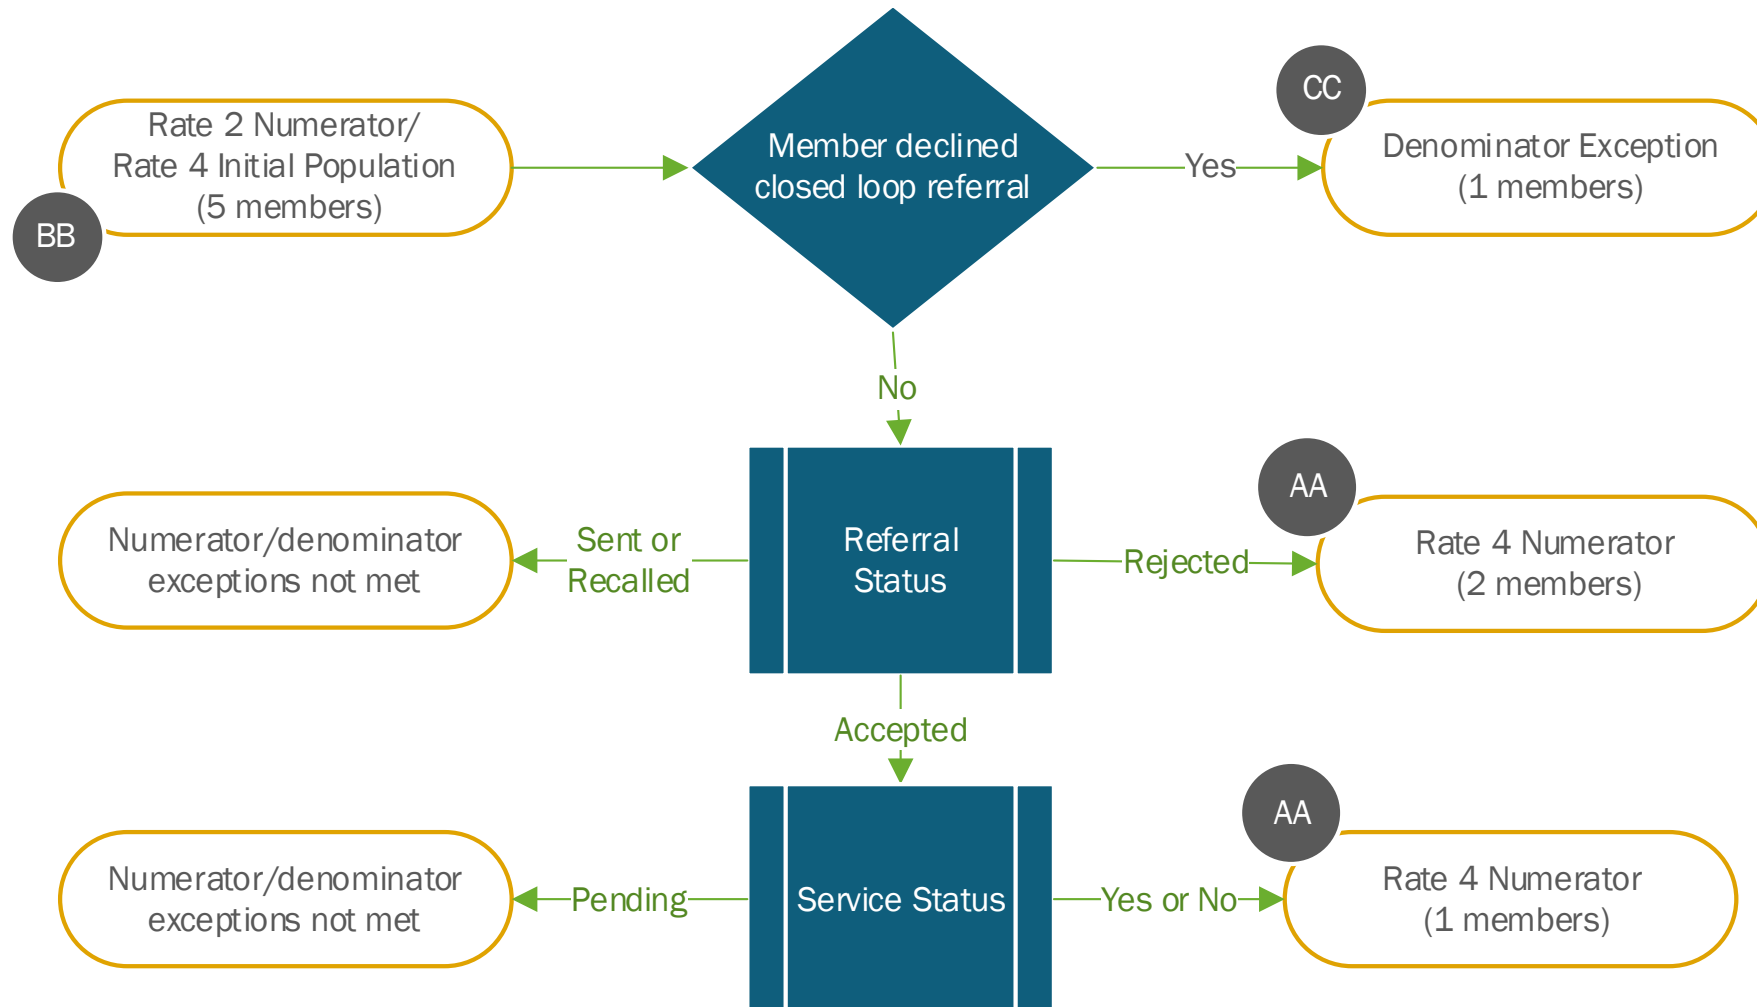 Rate 2 Numerator/
Rate 4 Initial Population
(5 members)
BB
Member declined
closed loop referral
Yes
CC
Denominator Exception
(1 members)
No
Numerator/denominator
exceptions not met
Sent or
Recalled
Referral
Status
Rejected
AA
Rate 4 Numerator
(2 members)
Accepted
Numerator/denominator
exceptions not met
Pending
Service Status
Yes or No
AA
Rate 4 Numerator
(1 members)